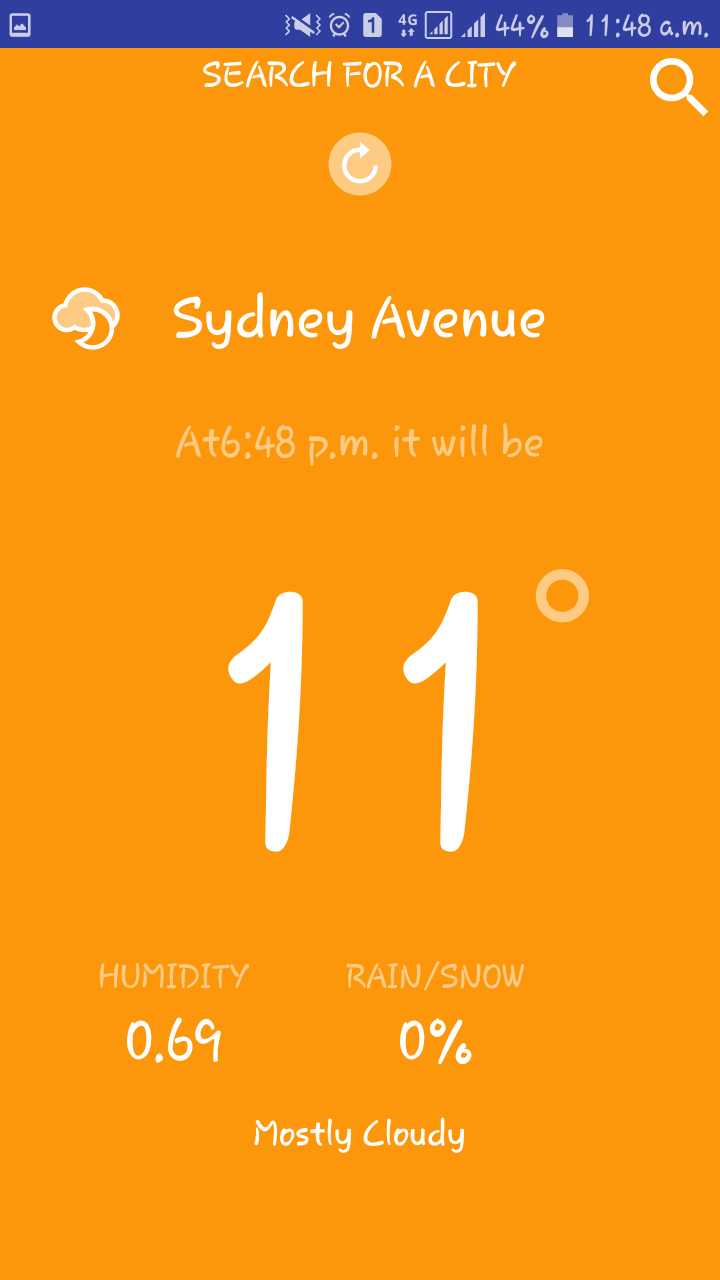 1 4G 44% 11:48 a.m.
SEARCH FOR A CITY
Sydney Avenue
At6:48 p.m. it will be
11
HUMIDITY RAIN/SNOW
0.69 0%
Mostly Cloudy